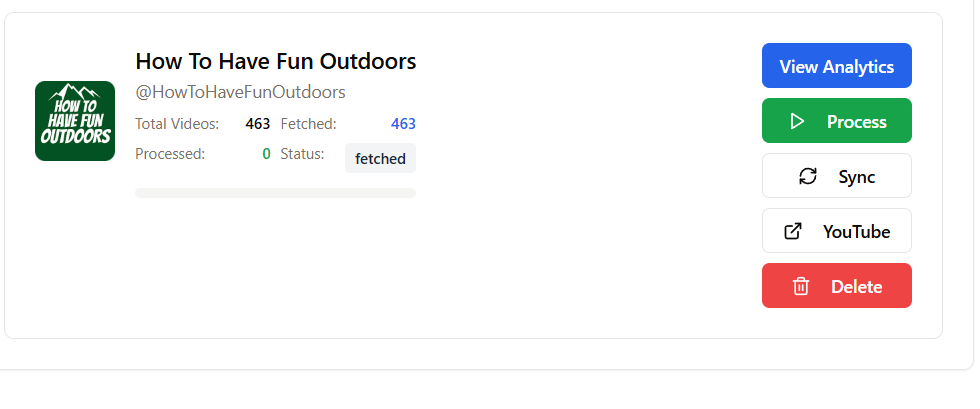 HOW TO
HAVE FUN
OUTDOORS
How To Have Fun Outdoors
@HowToHaveFunOutdoors
Total Videos: 463 Fetched: 463
Processed: 0 Status: fetched
View Analytics
Process
Sync
YouTube
Delete